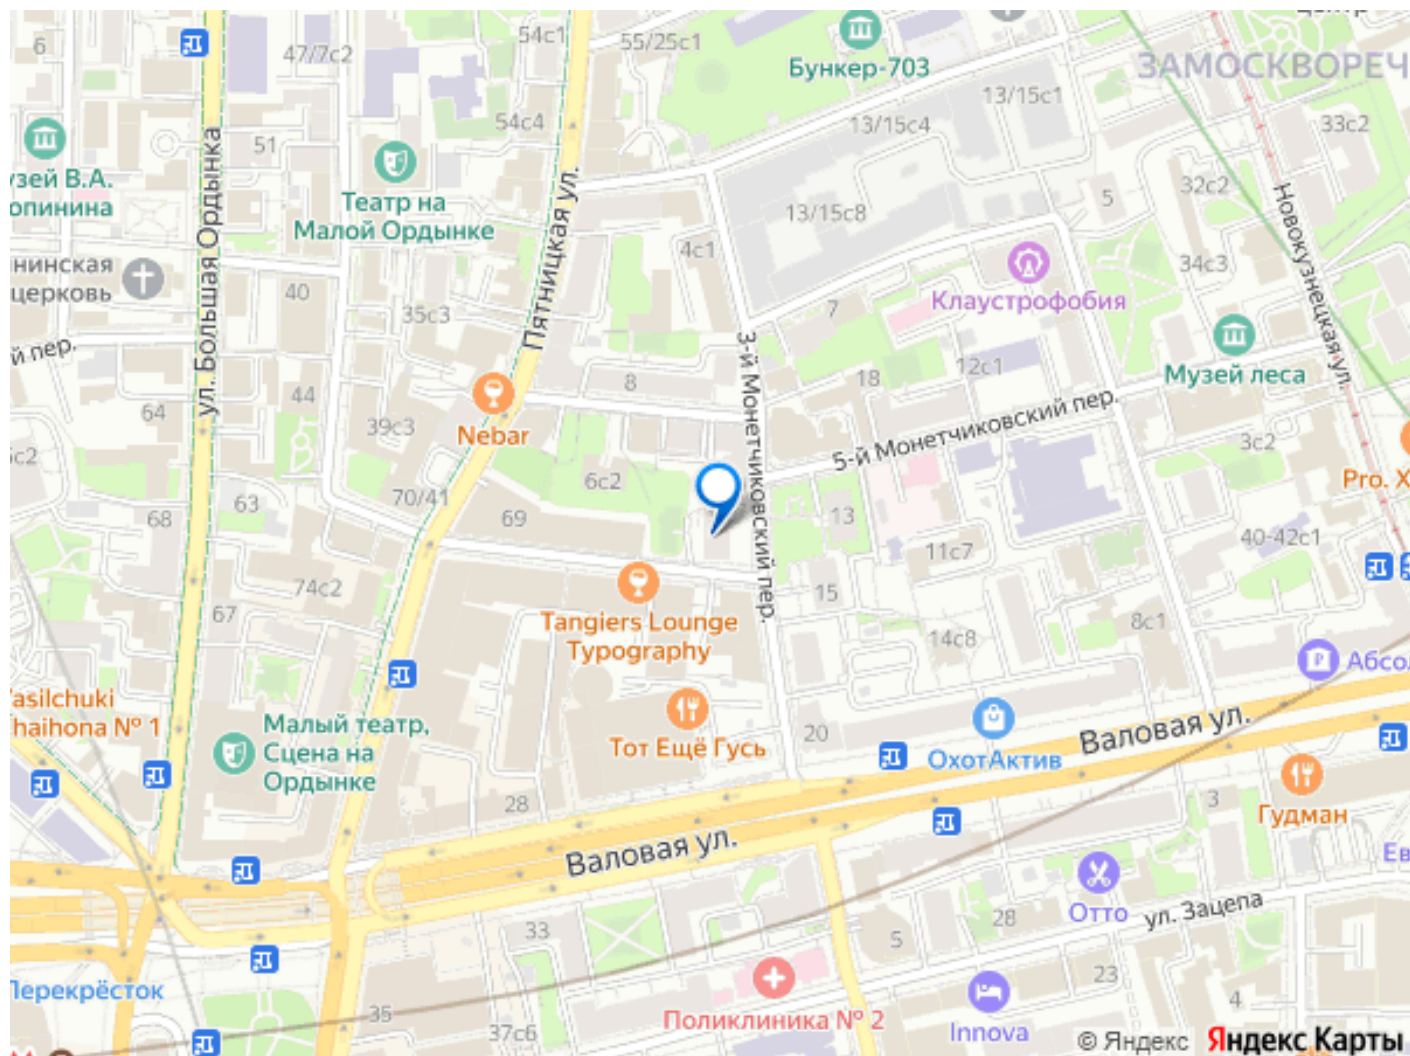 центр
6
47/7с2
54с1
55/25с1
Бункер-703
ЗАМОСКВОРЕЧ
13/15с1
54с4
13/15с4
33с2
51
узей В.А.
опинина
Театр на
Малой Ордынке
ул. Большая Ордынка
Пятницкая ул.
13/15с8
5
32с2
Новокузнецкая ул.
4с1
34с3
нинская
церковь
40
35с3
Клаустрофобия
7
й пер.
3-й Монетчиковский пер.
Музей леса
12с1
18
8
44
64
39с3
Nebar
5-й Монетчиковский пер.
3с2
с2
6с2
70/41
63
68
69
13
Pro. X
40-42с1
11с7
74с2
67
15
Tangiers Lounge
Typography
14с8
8с1
Абсол
Vasilchuki
Chaihona № 1
Малый театр,
Сцена на
Ордынке
Тот Ещё Гусь
20
ОхотАктив
Валовая ул.
28
3
Гудман
Валовая ул.
Ев
Отто
ул. Зацепа
33
5
28
23
4
Перекрёсток
35
37с6
Поликлиника № 2
Innova
© Яндекс Яндекс Карты